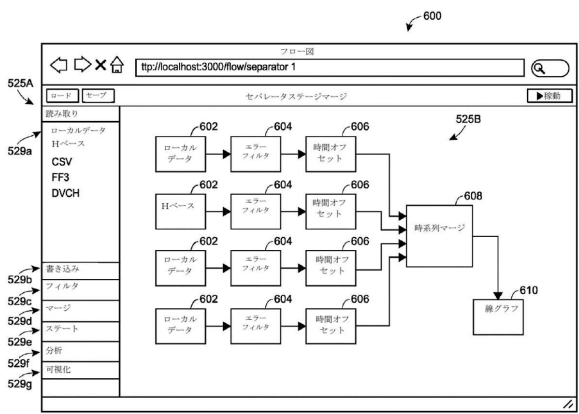 600
フロー図
ttp://localhost:3000/flow/separator 1
525A
ロード
セーブ
セパレータステージマージ
▶稼動
読み取り
529a
ローカルデータ
Hベース
CSV
FF3
DVCH
525B
602
604
606
ローカル
データ
エラー
フィルタ
時間オフ
セット
602
604
606
Hベース
エラー
フィルタ
時間オフ
セット
608
時系列マージ
602
604
606
ローカル
データ
エラー
フィルタ
時間オフ
セット
602
604
606
ローカル
データ
エラー
フィルタ
時間オフ
セット
610
線グラフ
書き込み
529b
フィルタ
529c
マージ
529d
ステート
529e
分析
529f
可視化
529g